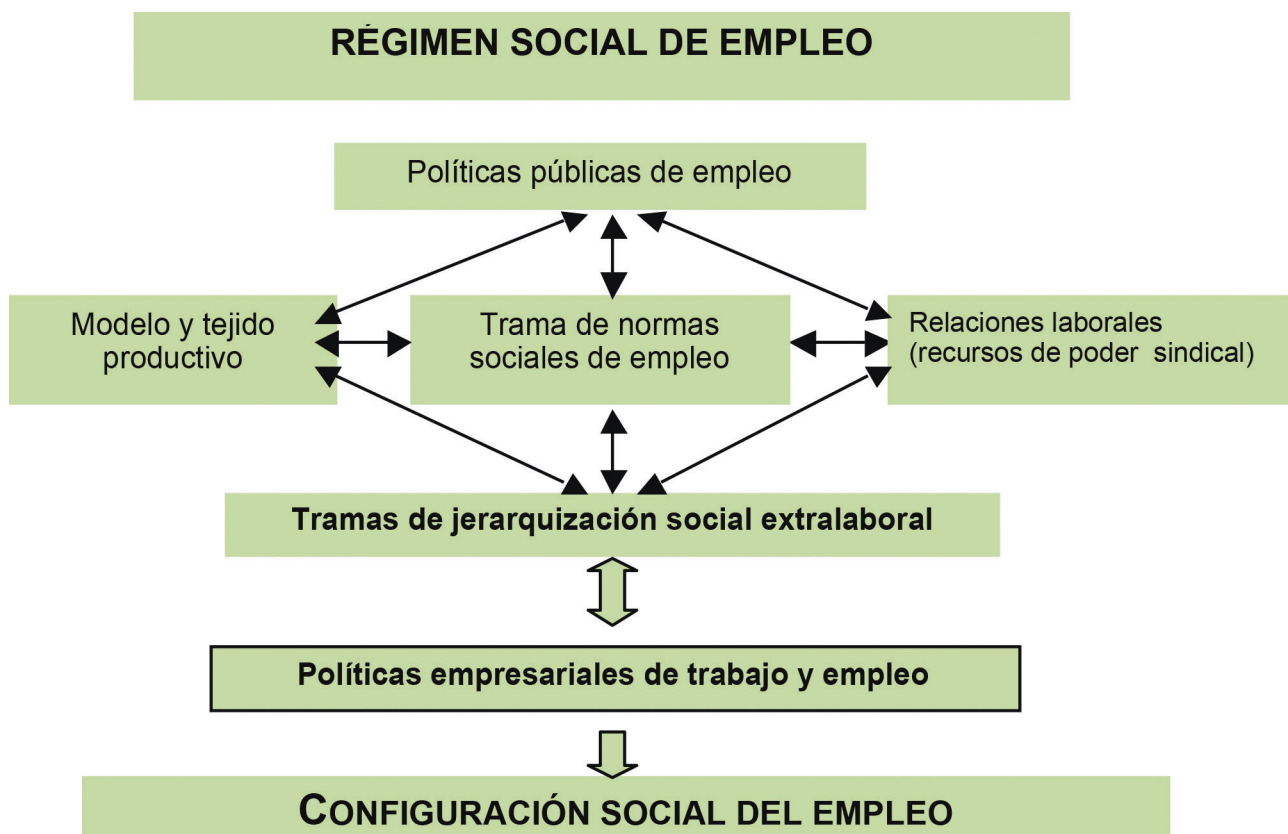 RÉGIMEN SOCIAL DE EMPLEO
Políticas públicas de empleo
Modelo y tejido
productivo
Trama de normas
sociales de empleo
Relaciones laborales
(recursos de poder sindical)
Tramas de jerarquización social extralaboral
Políticas empresariales de trabajo y empleo
CONFIGURACIÓN SOCIAL DEL EMPLEO